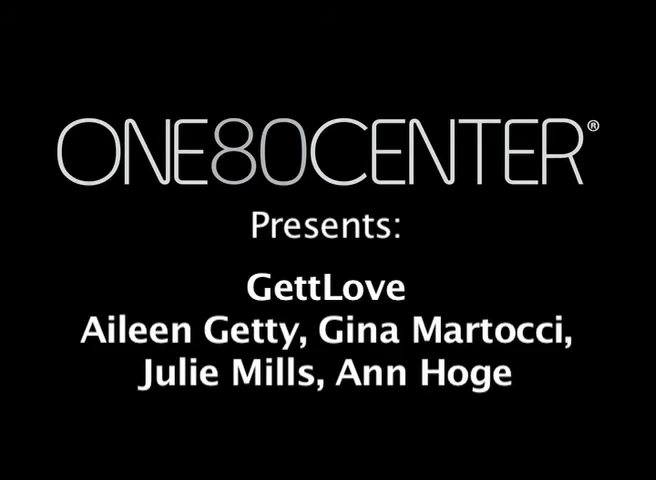 ONE80CENTER®
Presents:
GettLove
Aileen Getty, Gina Martocci,
Julie Mills, Ann Hoge